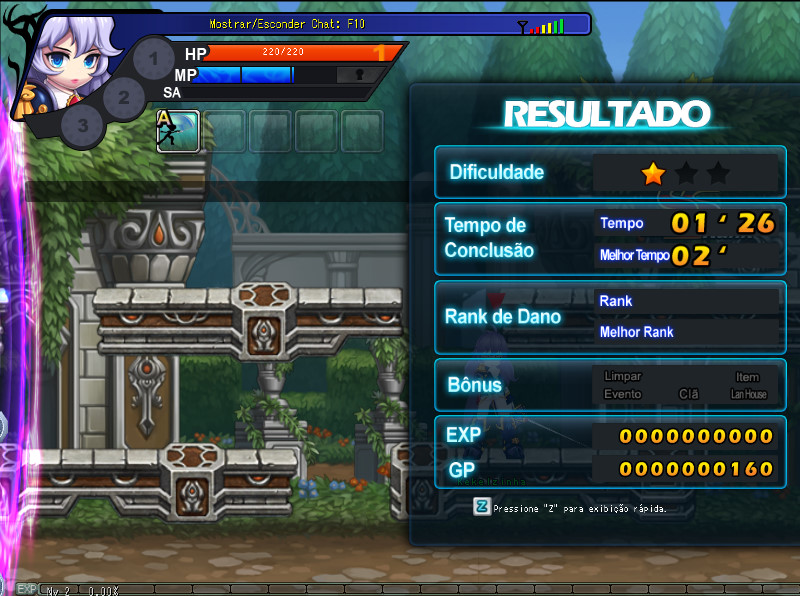 Mostrar/Esconder Chat: F10
HP 220/220 1
MP
SA
1
2
3
A
RESULTADO
Dificuldade
Tempo de Conclusão
Tempo 01 ‘ 26
Melhor Tempo 02 ‘
Rank de Dano
Rank
Melhor Rank
Bônus
Limpar Item
Evento Clã Lan House
EXP 0000000000
GP 0000000160
Z Pressione "Z" para exibição rápida.
EXP Nv 2 0.00%